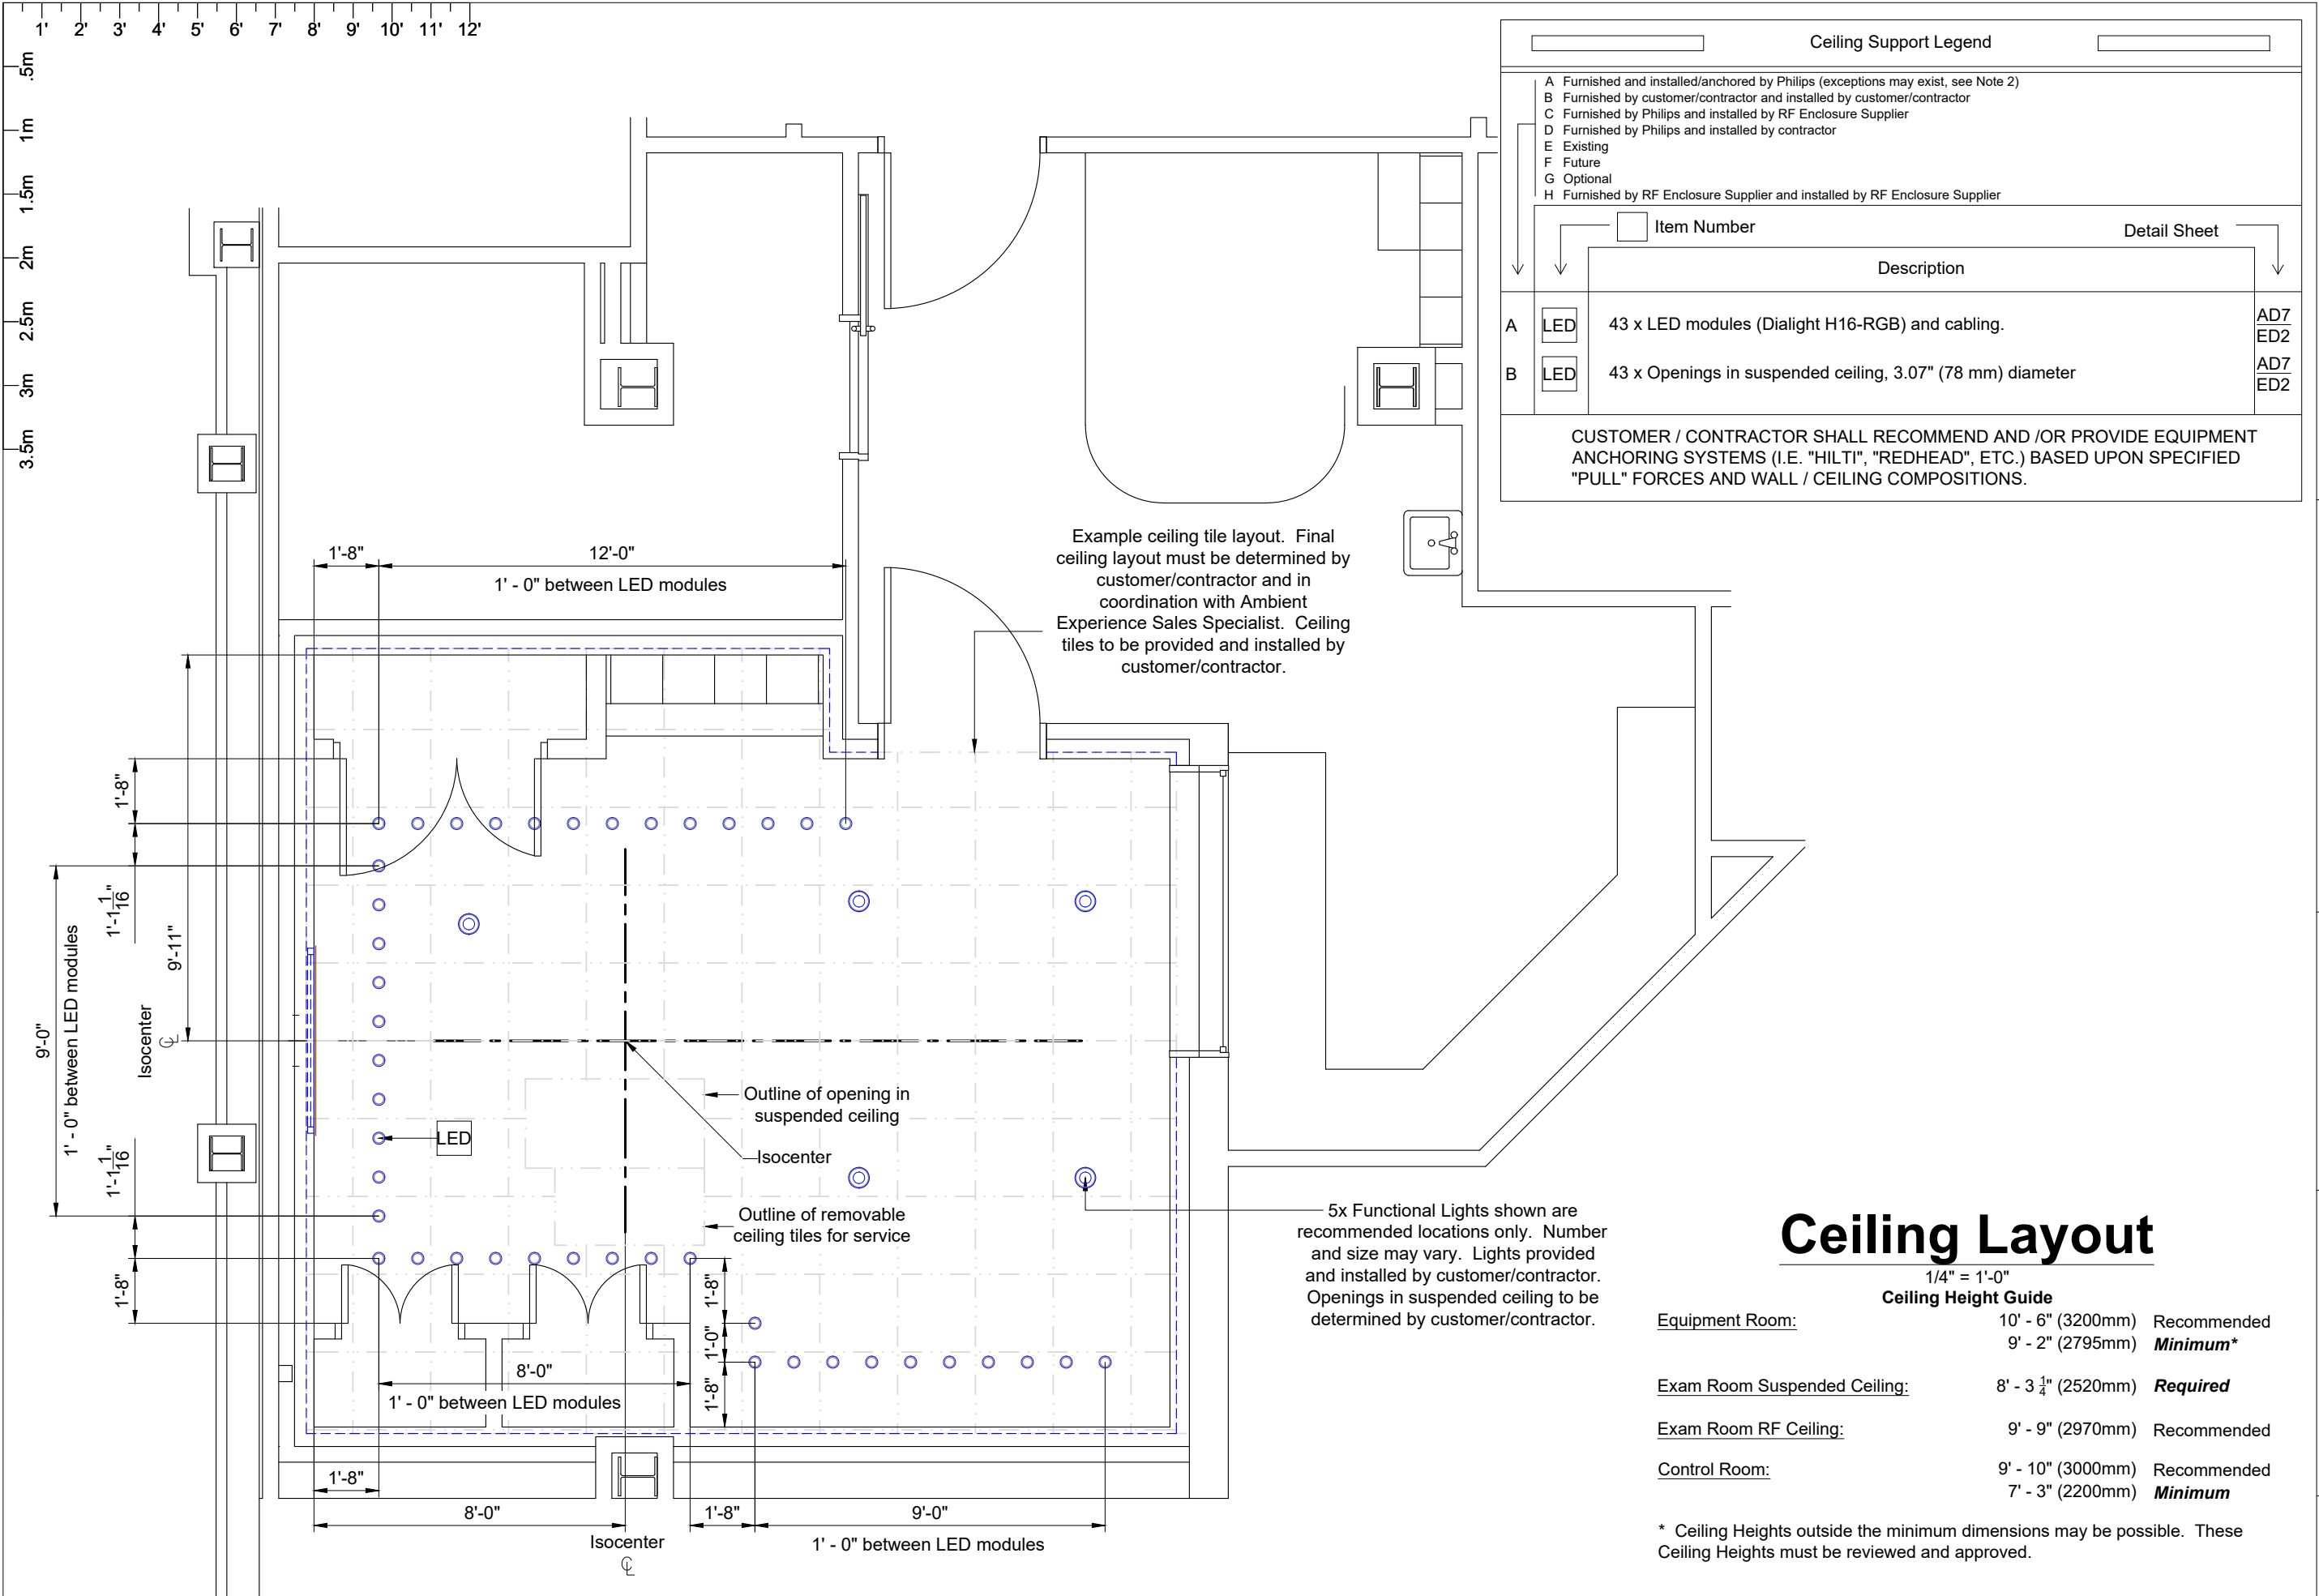 1' 2' 3' 4' 5' 6' 7' 8' 9' 10' 11' 12'
.5m
1m
1.5m
2m
2.5m
3m
3.5m
Ceiling Support Legend
A Furnished and installed/anchored by Philips (exceptions may exist, see Note 2)
B Furnished by customer/contractor and installed by customer/contractor
C Furnished by Philips and installed by RF Enclosure Supplier
D Furnished by Philips and installed by contractor
E Existing
F Future
G Optional
H Furnished by RF Enclosure Supplier and installed by RF Enclosure Supplier
Item Number
Detail Sheet
Description
A LED 43 x LED modules (Dialight H16-RGB) and cabling. AD7
ED2
B LED 43 x Openings in suspended ceiling, 3.07" (78 mm) diameter AD7
ED2
CUSTOMER / CONTRACTOR SHALL RECOMMEND AND /OR PROVIDE EQUIPMENT
ANCHORING SYSTEMS (I.E. "HILTI", "REDHEAD", ETC.) BASED UPON SPECIFIED
"PULL" FORCES AND WALL / CEILING COMPOSITIONS.
1'-8" 12'-0"
1' - 0" between LED modules
Example ceiling tile layout. Final
ceiling layout must be determined by
customer/contractor and in
coordination with Ambient
Experience Sales Specialist. Ceiling
tiles to be provided and installed by
customer/contractor.
1'-8"
1'-1 1/16"
9'-11"
9'-0"
1' - 0" between LED modules
Isocenter
℄
1'-1 1/16"
1'-8"
LED
Outline of opening in
suspended ceiling
Isocenter
Outline of removable
ceiling tiles for service
1'-8"
1'-0"
1'-8"
8'-0"
1' - 0" between LED modules
1'-8"
8'-0"
Isocenter
℄
1'-8"
9'-0"
1' - 0" between LED modules
5x Functional Lights shown are
recommended locations only. Number
and size may vary. Lights provided
and installed by customer/contractor.
Openings in suspended ceiling to be
determined by customer/contractor.
Ceiling Layout
1/4" = 1'-0"
Ceiling Height Guide
Equipment Room: 10' - 6" (3200mm) Recommended
9' - 2" (2795mm) Minimum*
Exam Room Suspended Ceiling: 8' - 3 1/4" (2520mm) Required
Exam Room RF Ceiling: 9' - 9" (2970mm) Recommended
Control Room: 9' - 10" (3000mm) Recommended
7' - 3" (2200mm) Minimum
* Ceiling Heights outside the minimum dimensions may be possible. These
Ceiling Heights must be reviewed and approved.